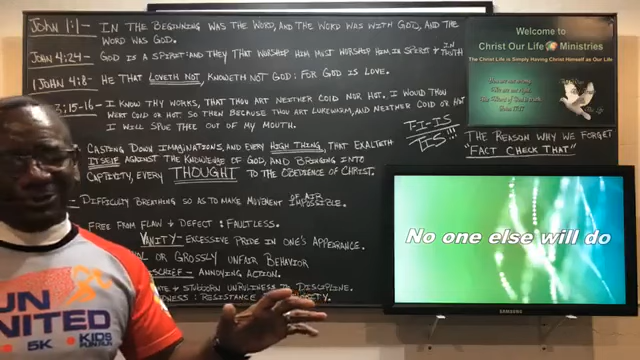 John 1:1 - In the beginning was the Word, and the Word was with God, and the
Word was God.
John 4:24 - God is a Spirit: and they that worship Him must worship Him in spirit + in truth
1 John 4:8 - He that loveth not, knoweth not God: for God is love.
3:15-16 - I know thy works, that thou art neither cold nor hot. I would thou
wert cold or hot. So then because thou art lukewarm, and neither cold or hot
I will spue thee out of my mouth.
Casting down imaginations, and every high thing, that exalteth
itself against the knowledge of God, and bringing into
captivity, every THOUGHT to the obedience of Christ.
- Difficulty breathing so as to make movement of air impossible.
Free from flaw + defect: faultless.
Vanity - Excessive pride in one's appearance.
or grossly unfair behavior
- Annoying action.
+ stubborn unruliness to discipline.
: Resistance
T-I-IS
TIS!!!
The reason why we forget
"Fact Check That"
Welcome to
Christ Our Life Ministries
The Christ Life is Simply Having Christ as Our Life
No one else will do
SAMSUNG
UN
UNITED
5K
KIDS
FUN RUN